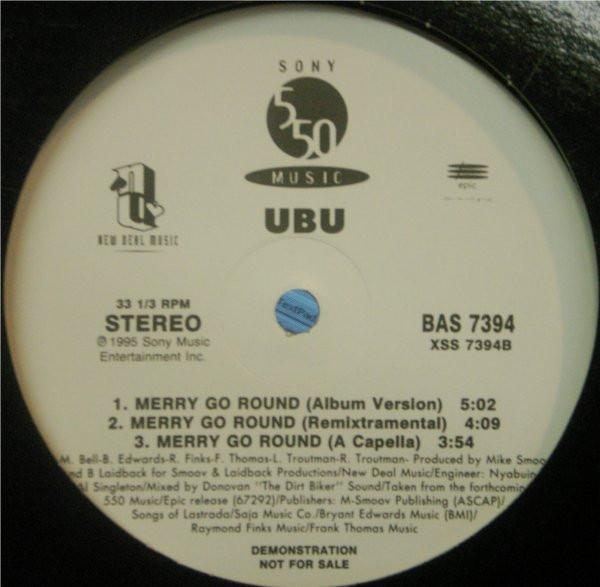 SONY
550
MUSIC
NEW DEAL MUSIC
epic
UBU
33 1/3 RPM
STEREO
℗ 1995 Sony Music
Entertainment Inc.
TextPad
BAS 7394
XSS 7394B
1. MERRY GO ROUND (Album Version) 5:02
2. MERRY GO ROUND (Remixtramental) 4:09
3. MERRY GO ROUND (A Capella) 3:54
M. Bell-B. Edwards-R. Finks-F. Thomas-L. Troutman-R. Troutman- Produced by Mike Smoo
nd B Laidback for Smoov & Laidback Productions/New Deal Music/Engineer: Nyabuin
Al Singleton/Mixed by Donovan "The Dirt Biker" Sound/Taken from the forthcoming
550 Music/Epic release (67292)/Publishers: M-Smoov Publishing (ASCAP)/
Songs of Lastrada/Saja Music Co./Bryant Edwards Music (BMI)/
Raymond Finks Music/Frank Thomas Music
DEMONSTRATION
NOT FOR SALE